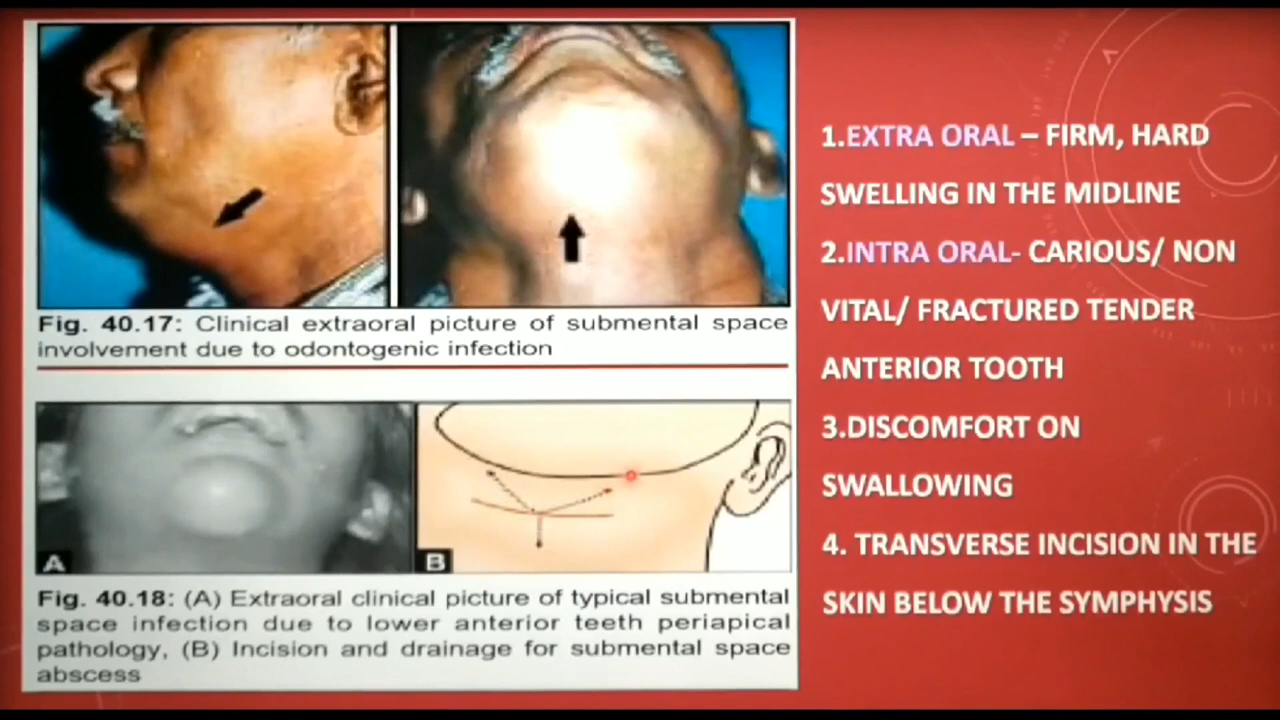 Fig. 40.17: Clinical extraoral picture of submental space
involvement due to odontogenic infection
A
B
Fig. 40.18: (A) Extraoral clinical picture of typical submental
space infection due to lower anterior teeth periapical
pathology, (B) Incision and drainage for submental space
abscess
1.EXTRA ORAL – FIRM, HARD
SWELLING IN THE MIDLINE
2.INTRA ORAL- CARIOUS/ NON
VITAL/ FRACTURED TENDER
ANTERIOR TOOTH
3.DISCOMFORT ON
SWALLOWING
4. TRANSVERSE INCISION IN THE
SKIN BELOW THE SYMPHYSIS